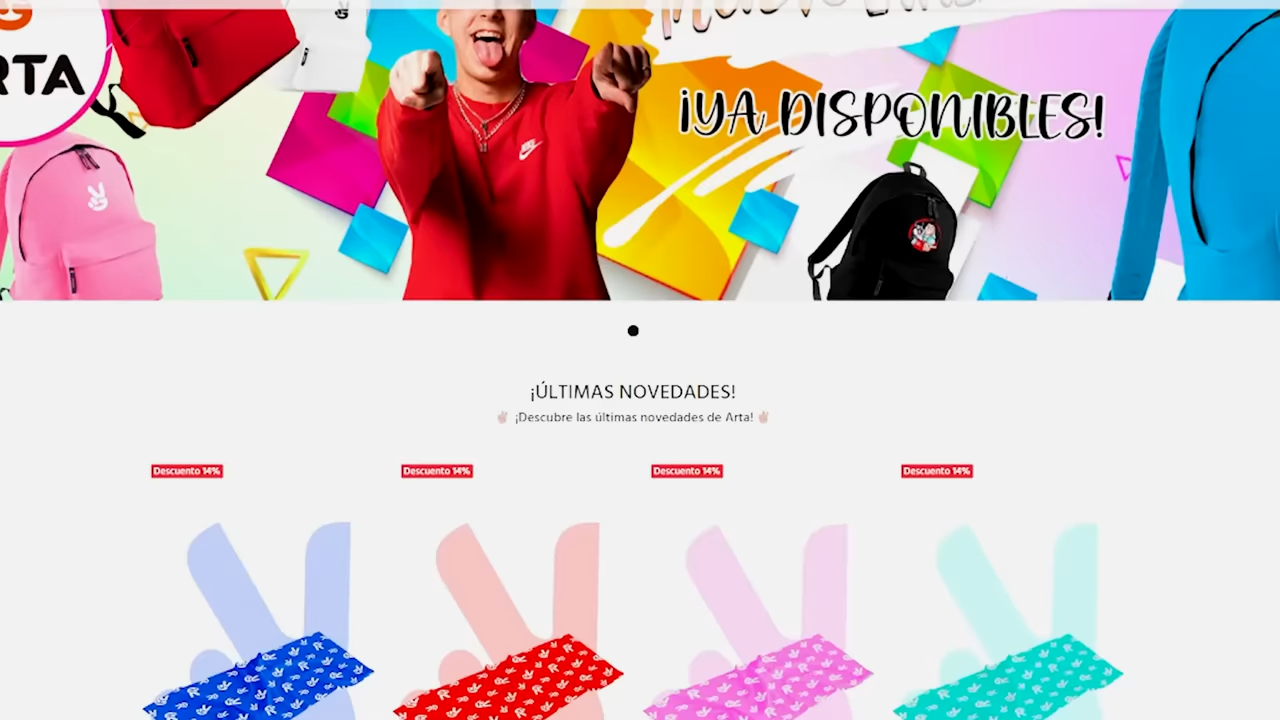 RTA
¡YA DISPONIBLES!
¡ÚLTIMAS NOVEDADES!
✌🏻 ¡Descubre las últimas novedades de Arta! ✌🏻
Descuento 14%
Descuento 14%
Descuento 14%
Descuento 14%